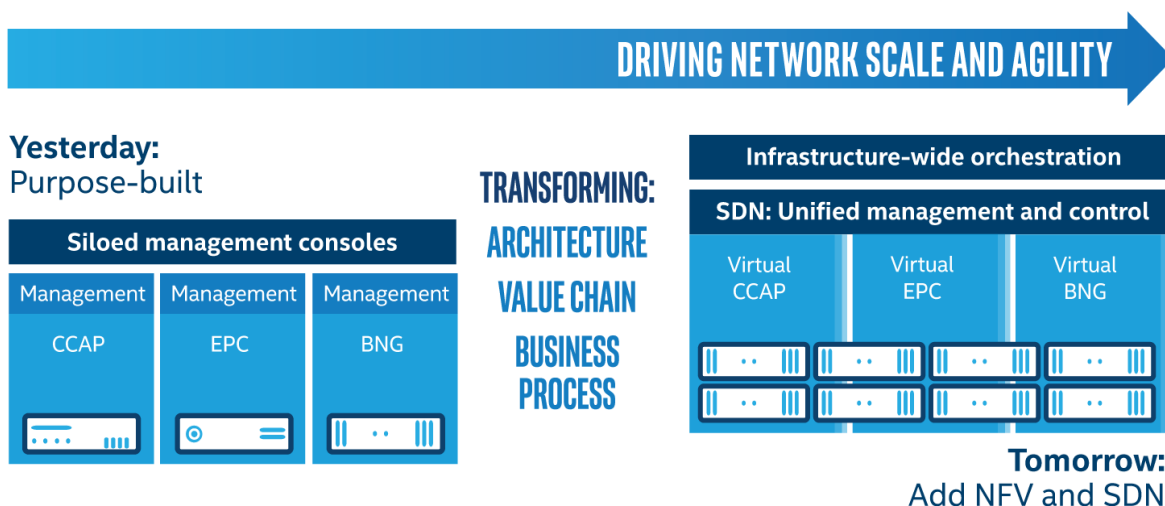 DRIVING NETWORK SCALE AND AGILITY
Yesterday:
Purpose-built
Siloed management consoles
Management Management Management
CCAP EPC BNG
TRANSFORMING:
ARCHITECTURE
VALUE CHAIN
BUSINESS
PROCESS
Infrastructure-wide orchestration
SDN: Unified management and control
Virtual Virtual Virtual
CCAP EPC BNG
Tomorrow:
Add NFV and SDN